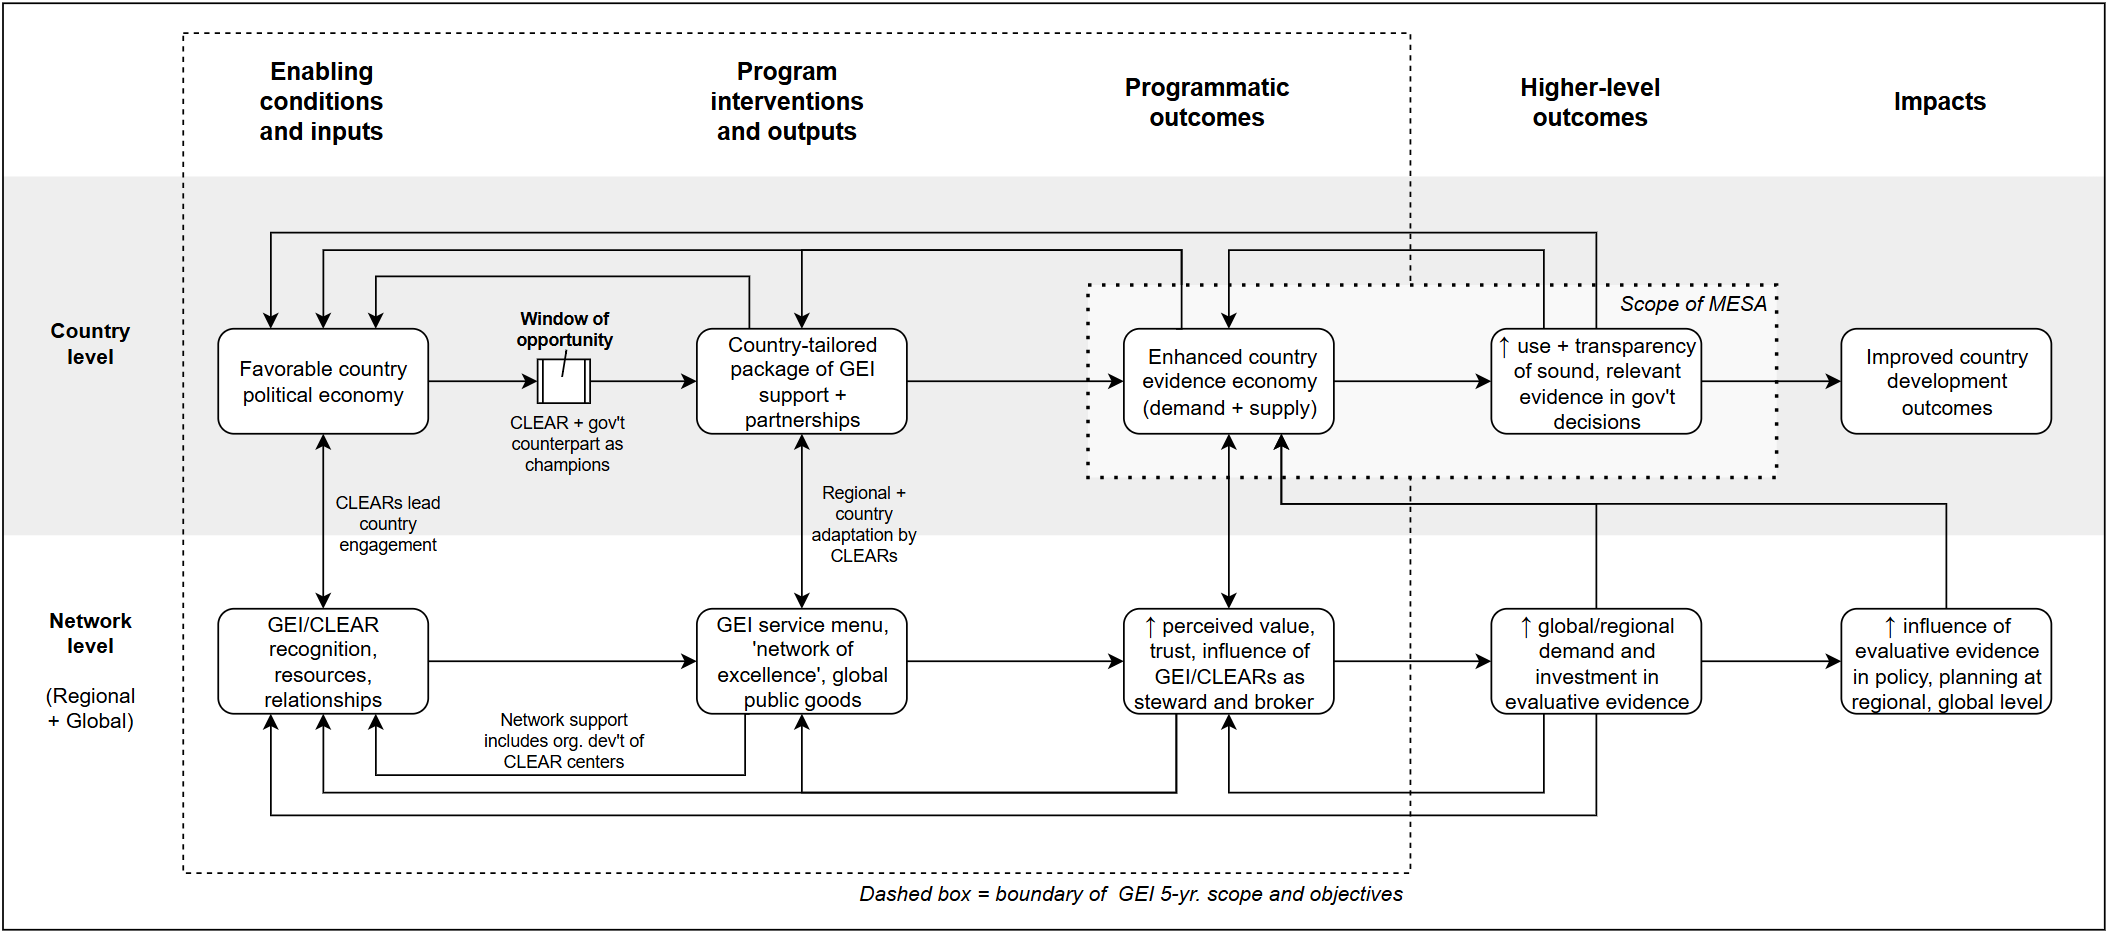 Enabling
conditions
and inputs
Program
interventions
and outputs
Programmatic
outcomes
Higher-level
outcomes
Impacts
Country
level
Scope of MESA
Favorable country
political economy
Window of
opportunity
CLEAR + gov't
counterpart as
champions
Country-tailored
package of GEI
support +
partnerships
Enhanced country
evidence economy
(demand + supply)
↑ use + transparency
of sound, relevant
evidence in gov't
decisions
Improved country
development
outcomes
CLEARs lead
country
engagement
Regional +
country
adaptation by
CLEARs
Network
level
(Regional
+ Global)
GEI/CLEAR
recognition,
resources,
relationships
GEI service menu,
'network of
excellence', global
public goods
↑ perceived value,
trust, influence of
GEI/CLEARs as
steward and broker
↑ global/regional
demand and
investment in
evaluative evidence
↑ influence of
evaluative evidence
in policy, planning at
regional, global level
Network support
includes org. dev't of
CLEAR centers
Dashed box = boundary of GEI 5-yr. scope and objectives